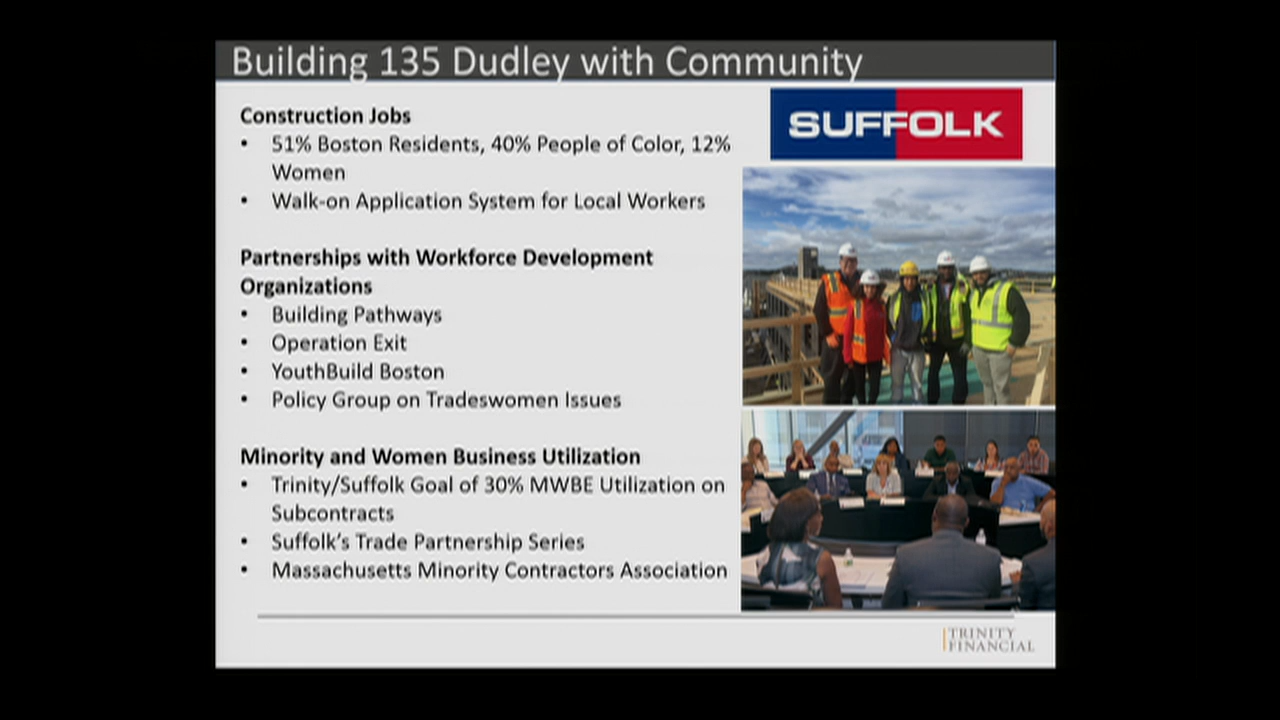 Building 135 Dudley with Community
SUFFOLK
Construction Jobs
• 51% Boston Residents, 40% People of Color, 12%
Women
• Walk-on Application System for Local Workers
Partnerships with Workforce Development
Organizations
• Building Pathways
• Operation Exit
• YouthBuild Boston
• Policy Group on Tradeswomen Issues
Minority and Women Business Utilization
• Trinity/Suffolk Goal of 30% MWBE Utilization on
Subcontracts
• Suffolk's Trade Partnership Series
• Massachusetts Minority Contractors Association
TRINITY
FINANCIAL